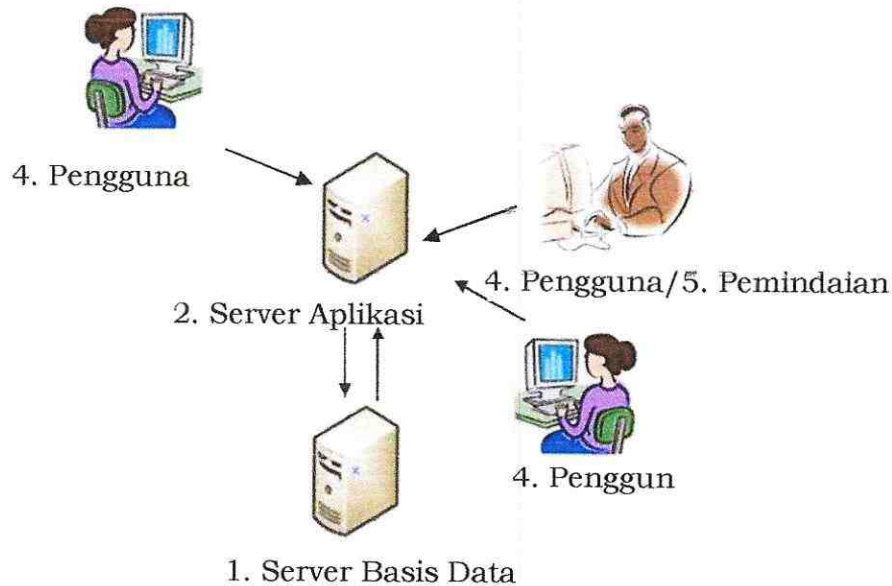 4. Pengguna
4. Pengguna/5. Pemindaian
2. Server Aplikasi
4. Penggun
1. Server Basis Data